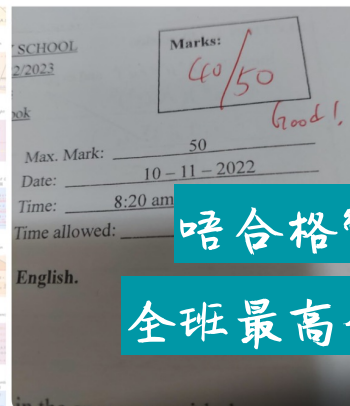 SCHOOL
2/2023
Marks:
40/50
Good!
ook
Max. Mark: 50
Date: 10 – 11 – 2022
Time: 8:20 am
Time allowed:
唔合格
English.
全班最高